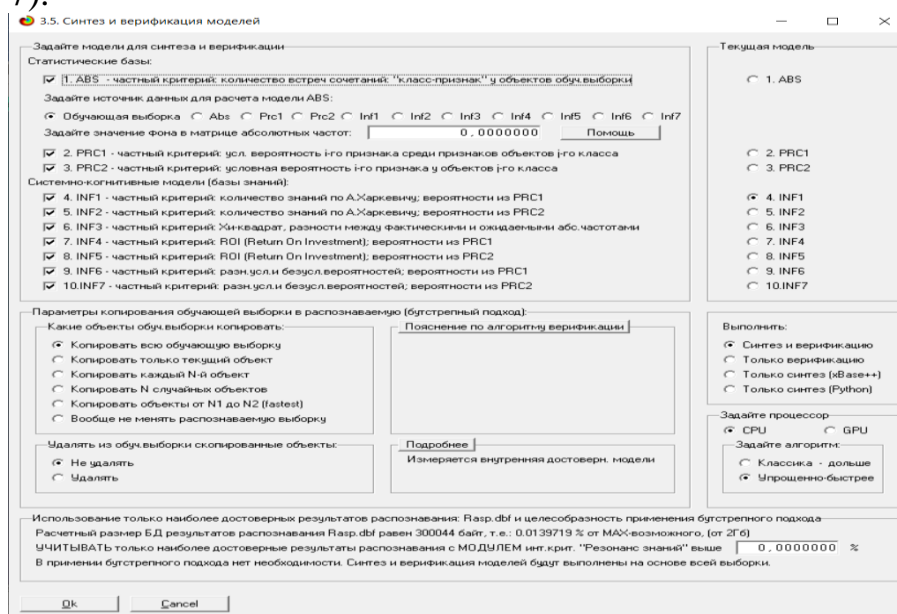 7).
3.5. Синтез и верификация моделей
Задайте модели для синтеза и верификации
Статистические базы:
1. ABS - частный критерий: количество встреч сочетаний: "класс-признак" у объектов обуч.выборки
Задайте источник данных для расчета модели ABS:
Обучающая выборка Abs Prc1 Prc2 Inf1 Inf2 Inf3 Inf4 Inf5 Inf6 Inf7
Задайте значение фона в матрице абсолютных частот: 0,0000000 Помощь
2. PRC1 - частный критерий: усл. вероятность i-го признака среди признаков объектов j-го класса
3. PRC2 - частный критерий: условная вероятность i-го признака у объектов j-го класса
Системно-когнитивные модели (базы знаний):
4. INF1 - частный критерий: количество знаний по А.Харкевичу; вероятности из PRC1
5. INF2 - частный критерий: количество знаний по А.Харкевичу; вероятности из PRC2
6. INF3 - частный критерий: Хи-квадрат, разности между фактическими и ожидаемыми абс.частотами
7. INF4 - частный критерий: ROI (Return On Investment); вероятности из PRC1
8. INF5 - частный критерий: ROI (Return On Investment); вероятности из PRC2
9. INF6 - частный критерий: разн.усл.и безусл.вероятностей; вероятности из PRC1
10.INF7 - частный критерий: разн.усл.и безусл.вероятностей; вероятности из PRC2
Текущая модель
1. ABS
2. PRC1
3. PRC2
4. INF1
5. INF2
6. INF3
7. INF4
8. INF5
9. INF6
10.INF7
Параметры копирования обучающей выборки в распознаваемую (бутстрепный подход):
Какие объекты обуч.выборки копировать:
Копировать всю обучающую выборку
Копировать только текущий объект
Копировать каждый N-й объект
Копировать N случайных объектов
Копировать объекты от N1 до N2 (fastest)
Вообще не менять распознаваемую выборку
Пояснение по алгоритму верификации
Удалять из обуч.выборки скопированные объекты:
Не удалять
Удалять
Подробнее
Измеряется внутренняя достоверн. модели
Выполнить:
Синтез и верификацию
Только верификацию
Только синтез (xBase++)
Только синтез (Python)
Задайте процессор
CPU GPU
Задайте алгоритм:
Классика - дольше
Упрощенно-быстрее
Использование только наиболее достоверных результатов распознавания: Rasp.dbf и целесообразность применения бутстрепного подхода
Расчетный размер БД результатов распознавания Rasp.dbf равен 300044 байт, т.е.: 0.0139719 % от MAX-возможного, (от 2Гб)
УЧИТЫВАТЬ только наиболее достоверные результаты распознавания с МОДУЛЕМ инт.крит. "Резонанс знаний" выше 0,0000000 %
В примении бутстрепного подхода нет необходимости. Синтез и верификация моделей будут выполнены на основе всей выборки.
Ok Cancel